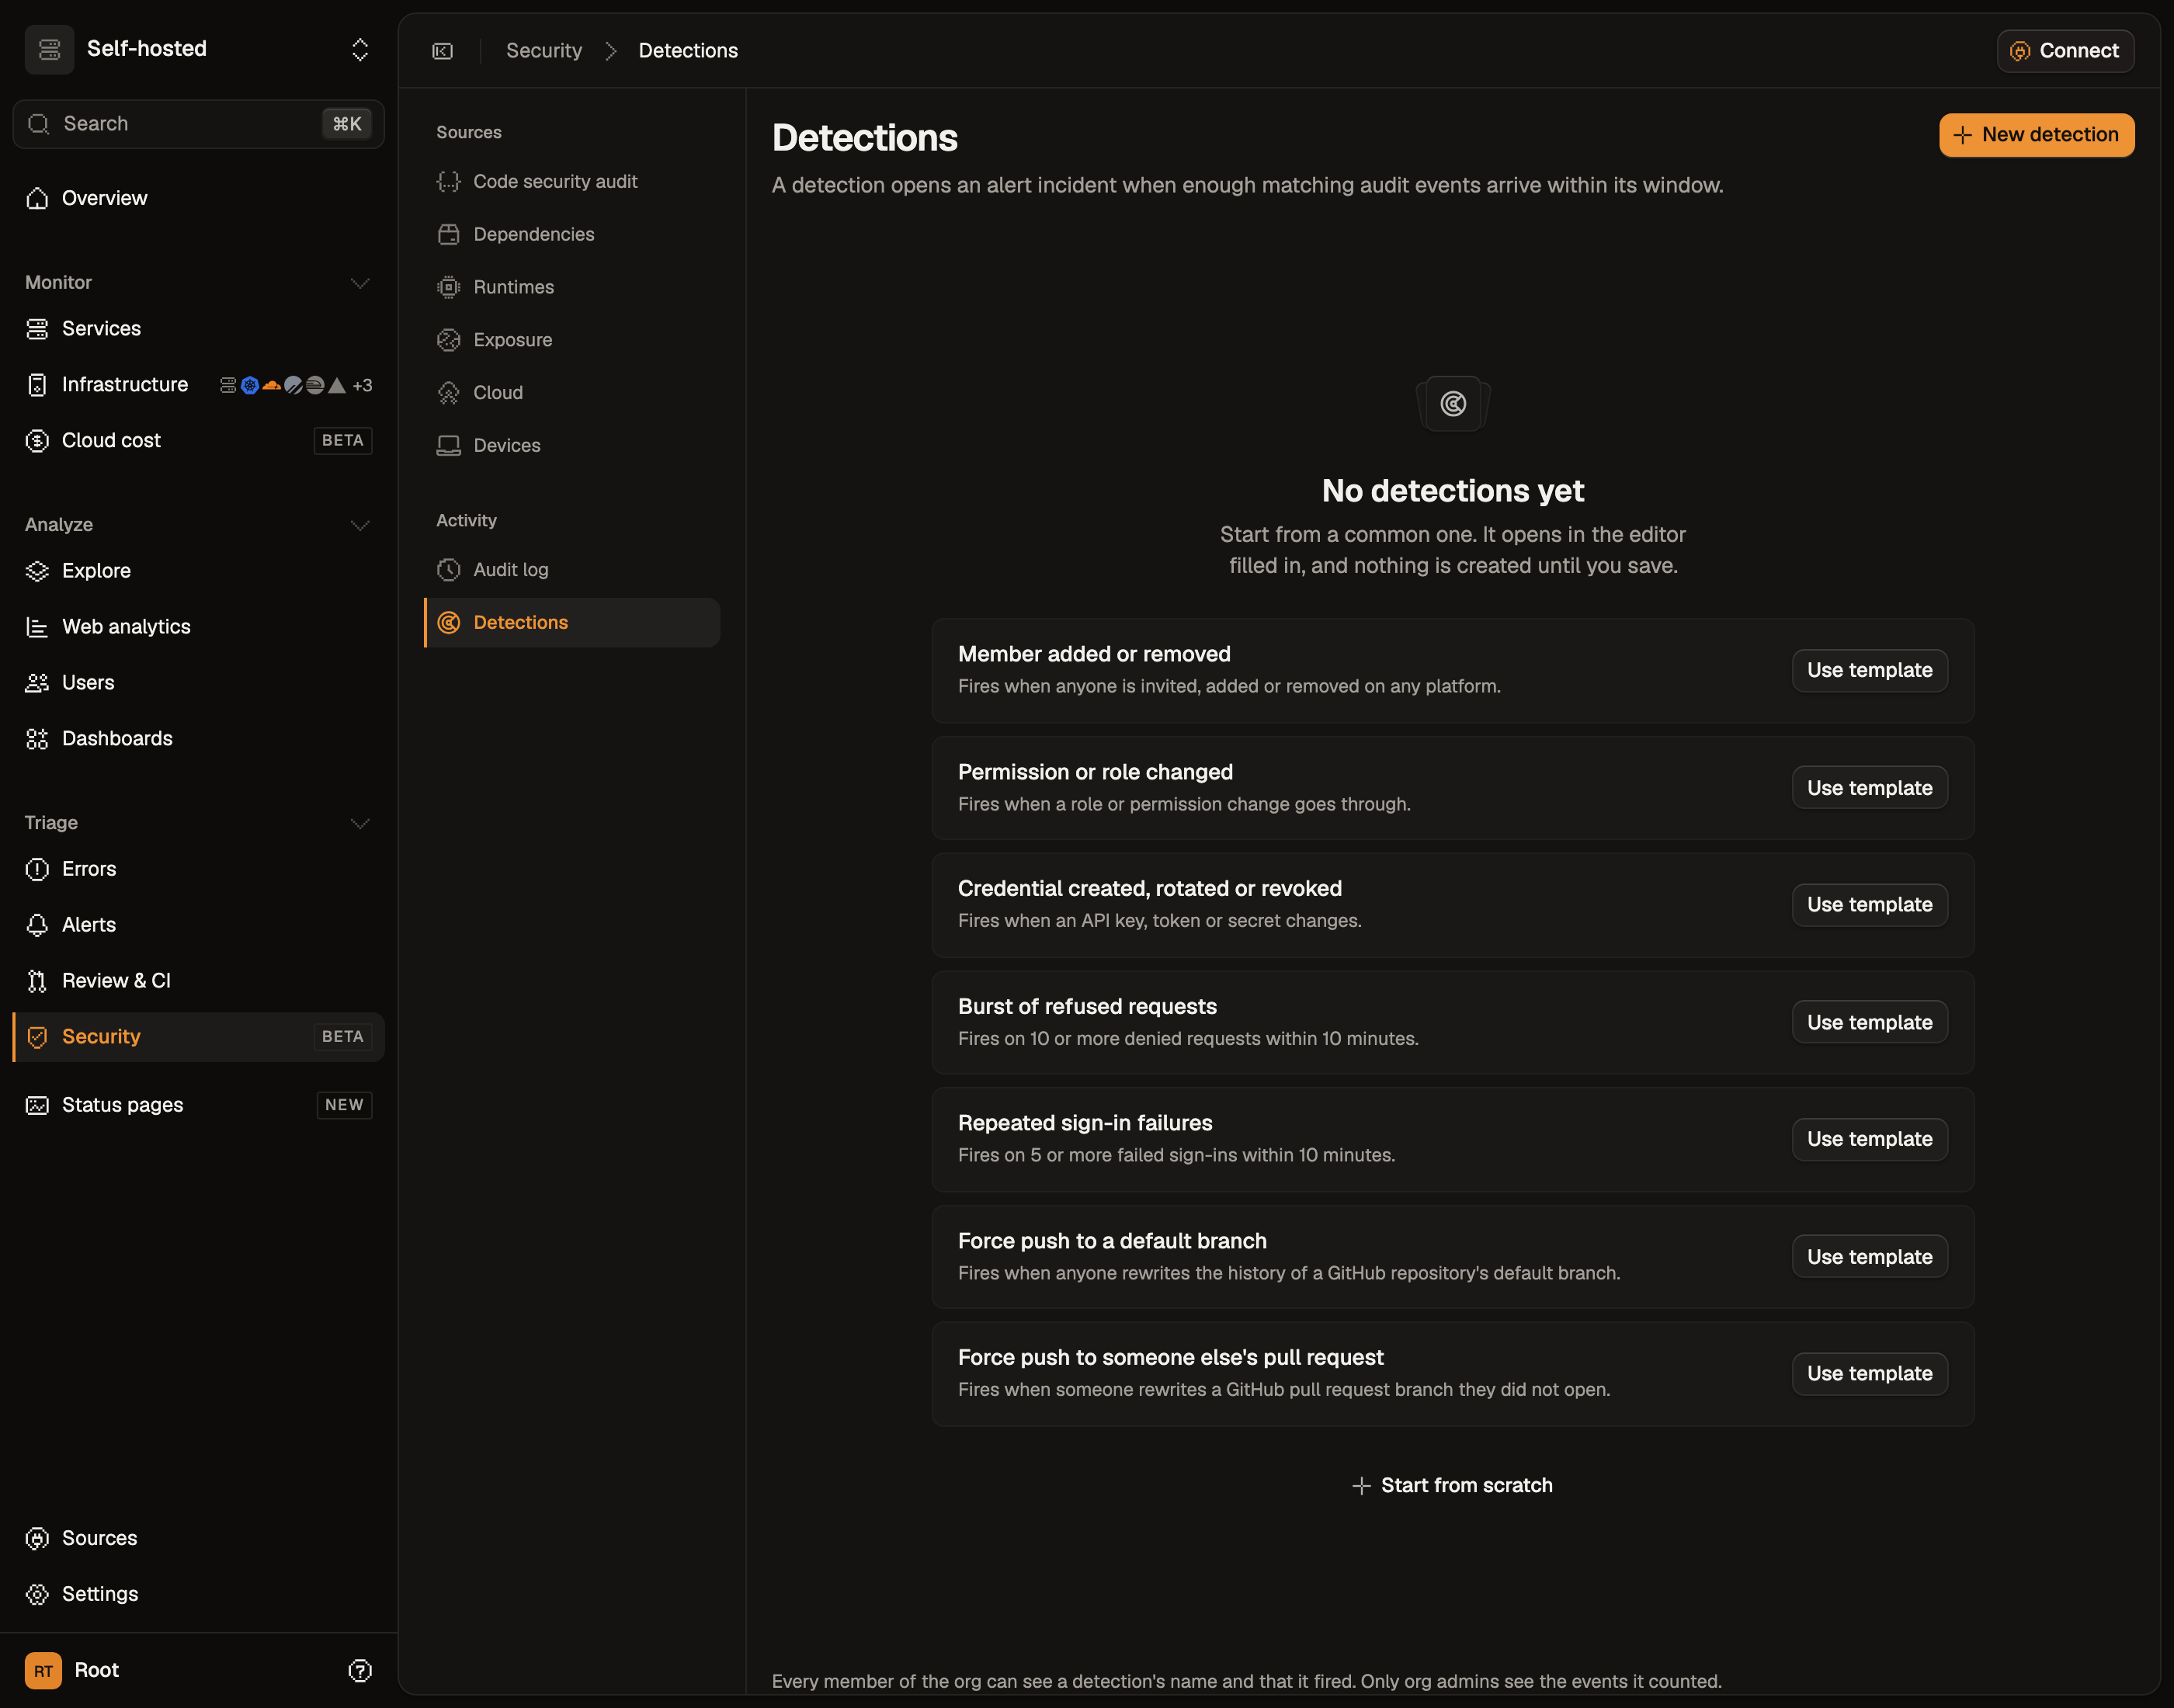 Self-hosted
Search ⌘K
Overview
Monitor
Services
Infrastructure +3
Cloud cost BETA
Analyze
Explore
Web analytics
Users
Dashboards
Triage
Errors
Alerts
Review & CI
Security BETA
Status pages NEW
Sources
Settings
RT Root
Security Detections
Connect
Sources
Code security audit
Dependencies
Runtimes
Exposure
Cloud
Devices
Activity
Audit log
Detections
Detections
New detection
A detection opens an alert incident when enough matching audit events arrive within its window.
No detections yet
Start from a common one. It opens in the editor
filled in, and nothing is created until you save.
Member added or removed
Fires when anyone is invited, added or removed on any platform.
Use template
Permission or role changed
Fires when a role or permission change goes through.
Use template
Credential created, rotated or revoked
Fires when an API key, token or secret changes.
Use template
Burst of refused requests
Fires on 10 or more denied requests within 10 minutes.
Use template
Repeated sign-in failures
Fires on 5 or more failed sign-ins within 10 minutes.
Use template
Force push to a default branch
Fires when anyone rewrites the history of a GitHub repository's default branch.
Use template
Force push to someone else's pull request
Fires when someone rewrites a GitHub pull request branch they did not open.
Use template
Start from scratch
Every member of the org can see a detection's name and that it fired. Only org admins see the events it counted.